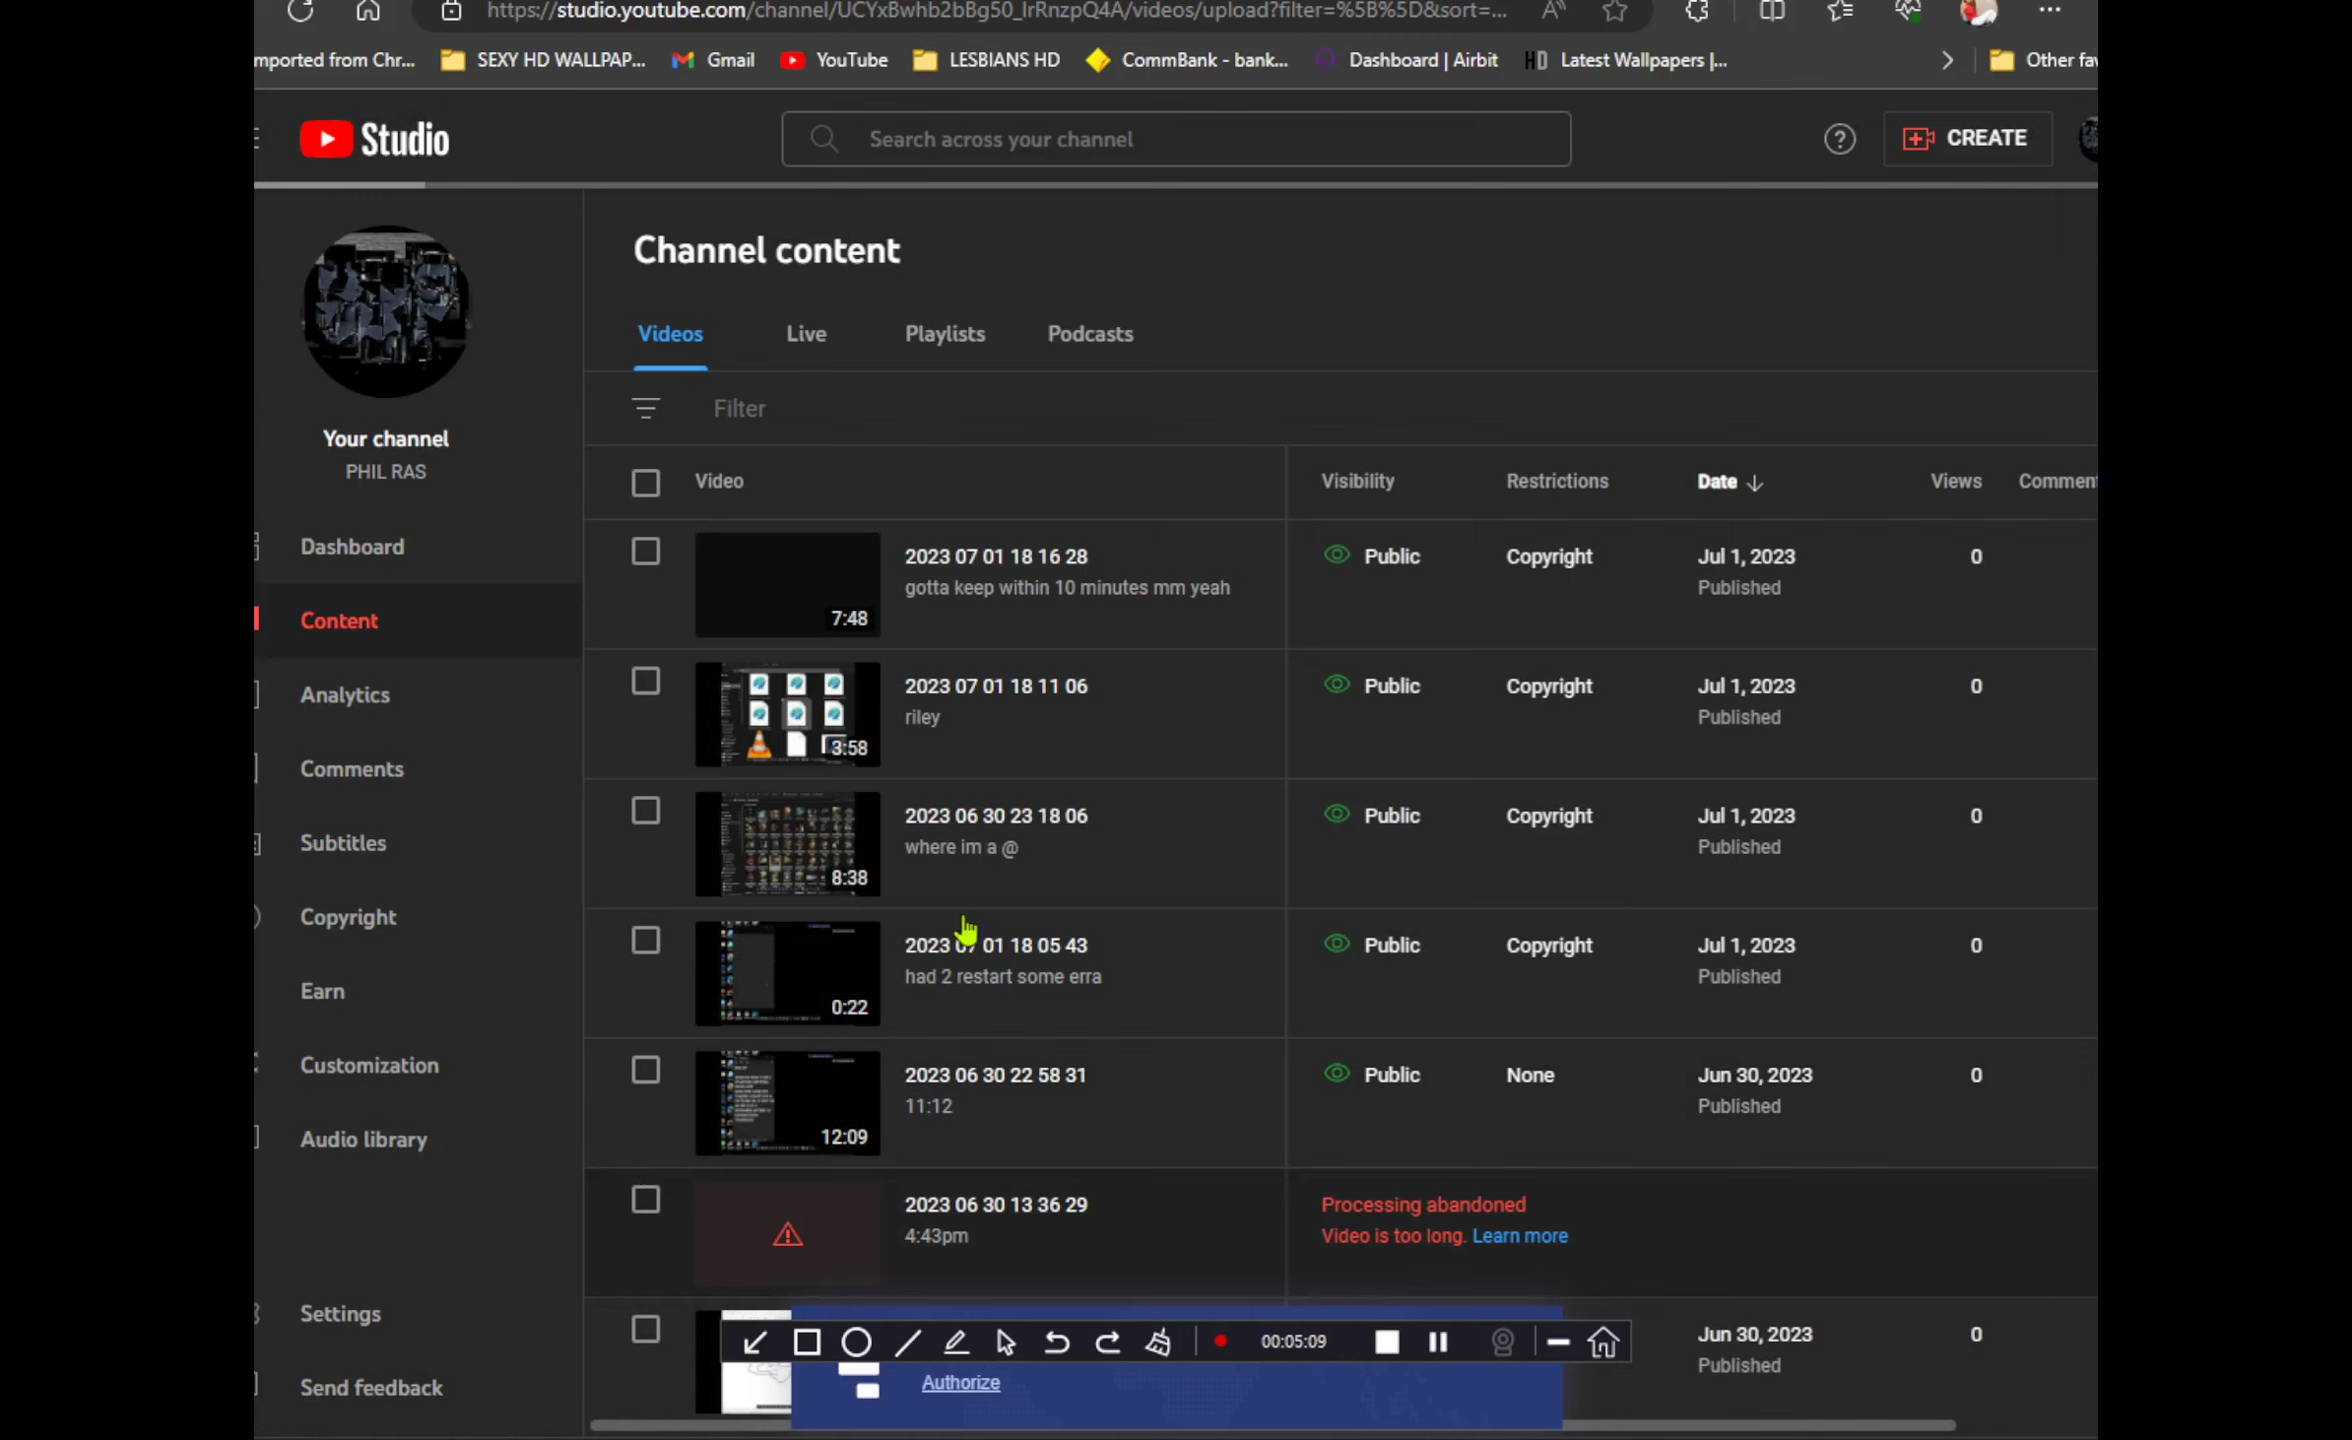 https://studio.youtube.com/channel/UCYxBwhb2bBg50_IrRnzpQ4A/videos/upload?filter=%5B%5D&sort=...
mported from Chr...
SEXY HD WALLPAP...
Gmail
YouTube
LESBIANS HD
CommBank - bank...
Dashboard | Airbit
HD Latest Wallpapers |...
Other fav
Studio
Search across your channel
CREATE
Your channel
PHIL RAS
Dashboard
Content
Analytics
Comments
Subtitles
Copyright
Earn
Customization
Audio library
Settings
Send feedback
Channel content
Videos Live Playlists Podcasts
Filter
Video Visibility Restrictions Date Views Commen
2023 07 01 18 16 28 Public Copyright Jul 1, 2023 0
gotta keep within 10 minutes mm yeah Published
7:48
2023 07 01 18 11 06 Public Copyright Jul 1, 2023 0
riley Published
3:58
2023 06 30 23 18 06 Public Copyright Jul 1, 2023 0
where im a @ Published
8:38
2023 07 01 18 05 43 Public Copyright Jul 1, 2023 0
had 2 restart some erra Published
0:22
2023 06 30 22 58 31 Public None Jun 30, 2023 0
11:12 Published
12:09
2023 06 30 13 36 29 Processing abandoned
4:43pm Video is too long. Learn more
Jun 30, 2023 0
Published
00:05:09
Authorize